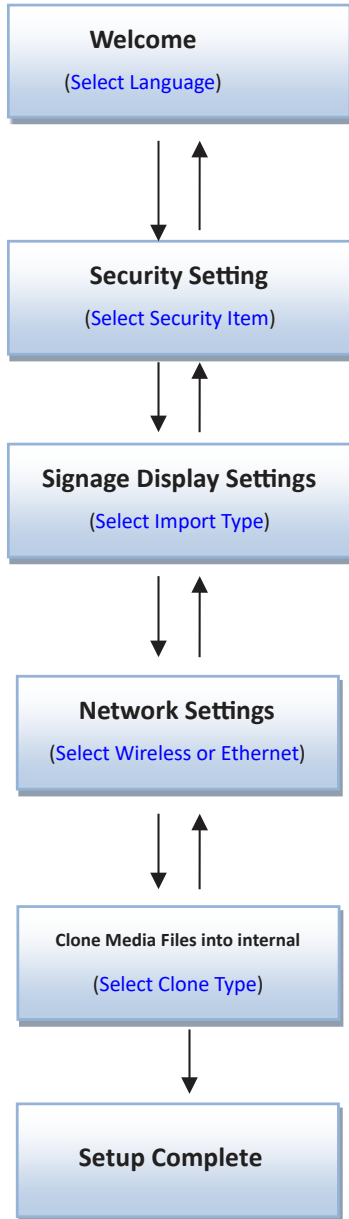 Welcome
(Select Language)
Security Setting
(Select Security Item)
Signage Display Settings
(Select Import Type)
Network Settings
(Select Wireless or Ethernet)
Clone Media Files into internal
(Select Clone Type)
Setup Complete